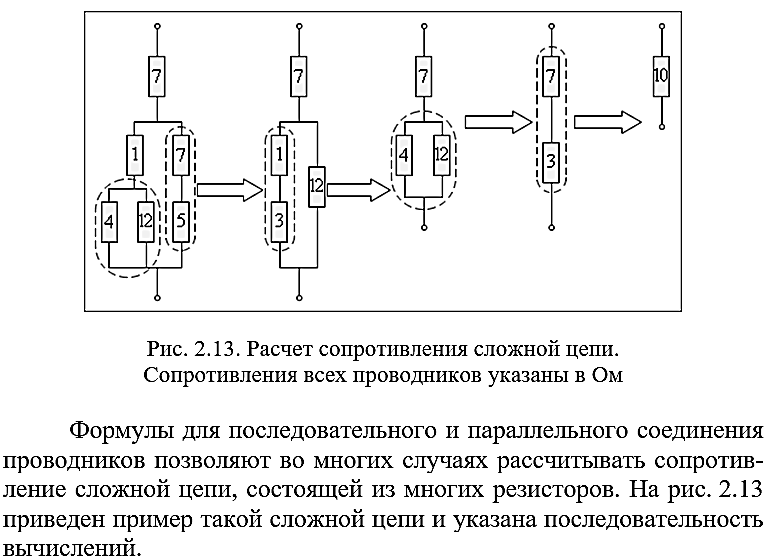 7 7 7 7 10
1 7 1 4 12
12 3
4 12 5 3
Рис. 2.13. Расчет сопротивления сложной цепи.
Сопротивления всех проводников указаны в Ом
Формулы для последовательного и параллельного соединения
проводников позволяют во многих случаях рассчитывать сопротив-
ление сложной цепи, состоящей из многих резисторов. На рис. 2.13
приведен пример такой сложной цепи и указана последовательность
вычислений.